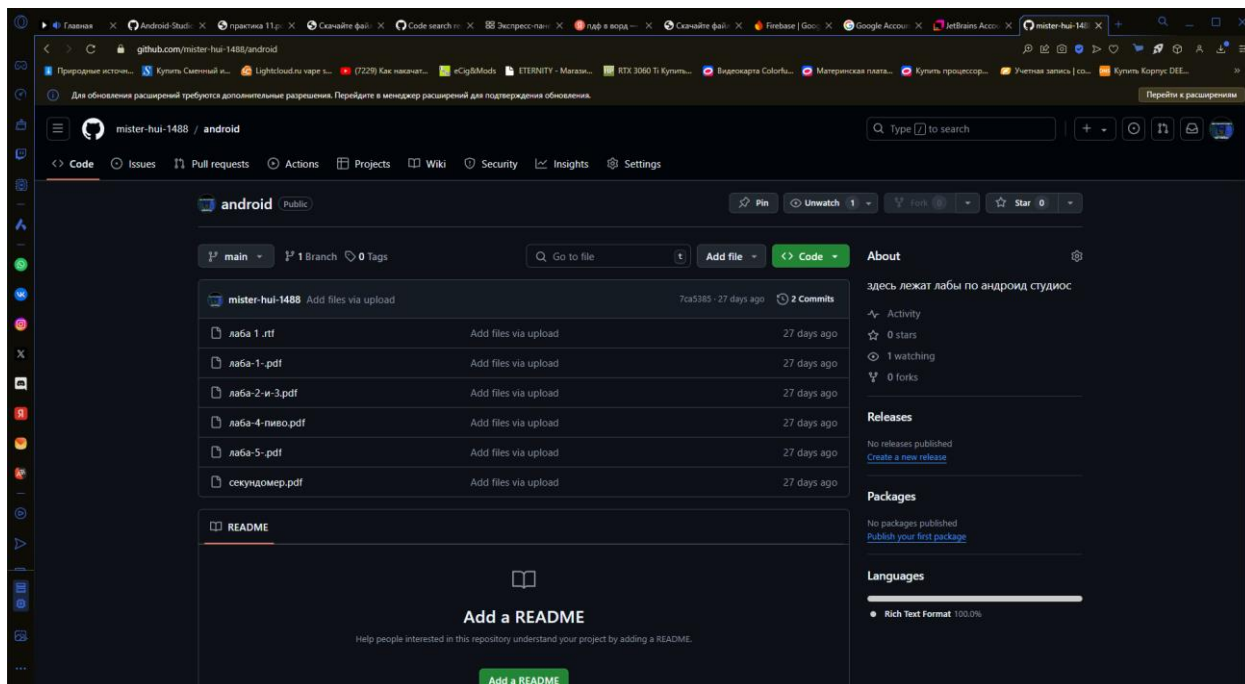 Главная Android-Studi практика 11.p Скачайте фай Code search re Экспресс-пан пдф в ворд — Скачайте фай Firebase | Goo Google Accou JetBrains Acco mister-hui-148
github.com/mister-hui-1488/android
Природные источн... Купить Сменный и... Lightcloud.ru vape s... (7229) Как накачат... eCig&Mods ETERNITY - Магази... RTX 3060 Ti Купить... Видеокарта Colorfu... Материнская плата... Купить процессор... Учетная запись | co... Купить Корпус DEE... »
Для обновления расширений требуются дополнительные разрешения. Перейдите в менеджер расширений для подтверждения обновления. Перейти к расширениям
mister-hui-1488 / android Type / to search
Code Issues Pull requests Actions Projects Wiki Security Insights Settings
android Public Pin Unwatch 1 Fork 0 Star 0
main 1 Branch 0 Tags Go to file t Add file Code About
здесь лежат лабы по андроид студиос
mister-hui-1488 Add files via upload 7ca5385 · 27 days ago 2 Commits
Activity
лаба 1 .rtf Add files via upload 27 days ago
0 stars
лаба-1-.pdf Add files via upload 27 days ago
1 watching
0 forks
лаба-2-и-3.pdf Add files via upload 27 days ago
лаба-4-пиво.pdf Add files via upload 27 days ago
Releases
лаба-5-.pdf Add files via upload 27 days ago
No releases published
Create a new release
секундомер.pdf Add files via upload 27 days ago
Packages
README
No packages published
Publish your first package
Languages
Rich Text Format 100.0%
Add a README
Help people interested in this repository understand your project by adding a README.
Add a README